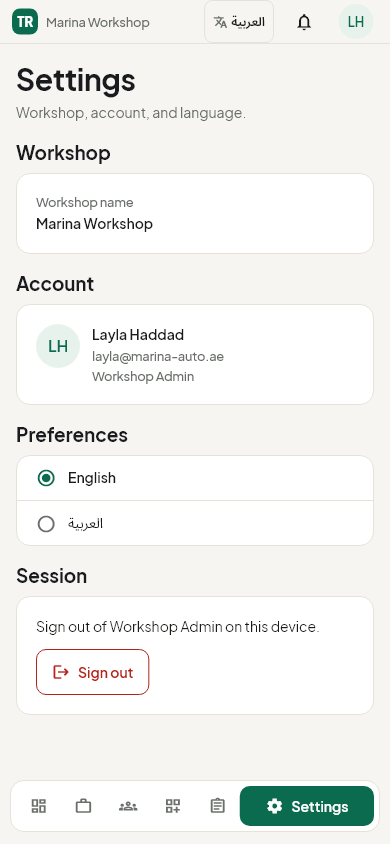 TR Marina Workshop العربية LH
Settings
Workshop, account, and language.
Workshop
Workshop name
Marina Workshop
Account
LH
Layla Haddad
layla@marina-auto.ae
Workshop Admin
Preferences
English
العربية
Session
Sign out of Workshop Admin on this device.
Sign out
Settings